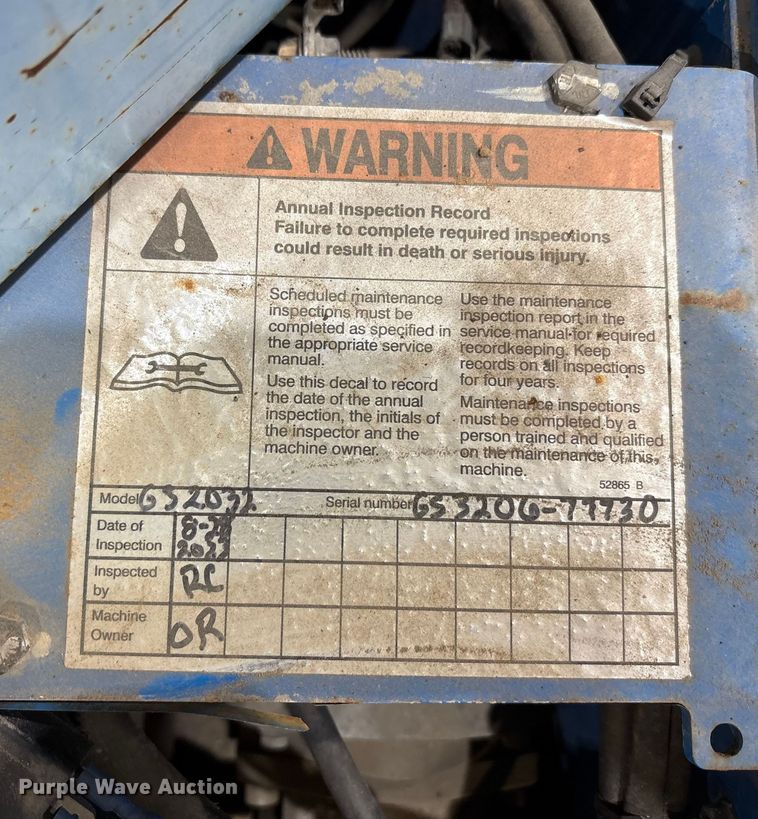 WARNING
Annual Inspection Record
Failure to complete required inspections
could result in death or serious injury.
Scheduled maintenance
inspections must be
completed as specified in
the appropriate service
manual.
Use this decal to record
the date of the annual
inspection, the initials of
the inspector and the
machine owner.
Use the maintenance
inspection report in the
service manual for required
recordkeeping. Keep
records on all inspections
for four years.
Maintenance inspections
must be completed by a
person trained and qualified
on the maintenance of this
machine.
52865 B
Model GS2032 Serial number GS3206-77730
Date of
Inspection
2022
Inspected
by
RC
Machine
Owner
OR
Purple Wave Auction